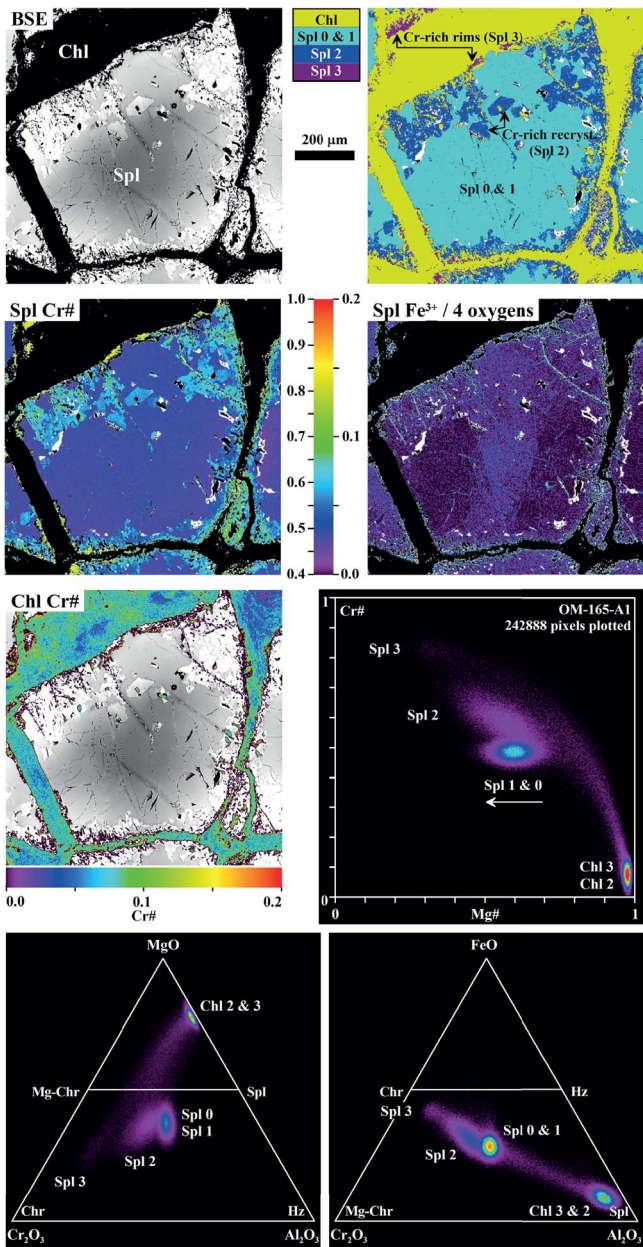 BSE
Chl
Spl
Chl
Spl 0 & 1
Spl 2
Spl 3
200 μm
Cr-rich rims (Spl 3)
Cr-rich recryst.
(Spl 2)
Spl 0 & 1
Spl Cr#
1.0
0.9
0.8
0.7
0.6
0.5
0.4
0.2
0.1
0.0
Spl Fe³⁺ / 4 oxygens
Chl Cr#
0.0
0.1
0.2
Cr#
1
Cr#
OM-165-A1
242888 pixels plotted
Spl 3
Spl 2
Spl 1 & 0
Chl 3
Chl 2
0
0
Mg#
1
MgO
Chl 2 & 3
Mg-Chr
Spl
Spl 0
Spl 1
Spl 2
Spl 3
Chr
Hz
Cr₂O₃
Al₂O₃
FeO
Chr
Hz
Spl 3
Spl 0 & 1
Spl 2
Chl 3 & 2
Mg-Chr
Spl
Cr₂O₃
Al₂O₃